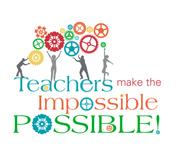 Teachers make the
Impossible
POSSIBLE!